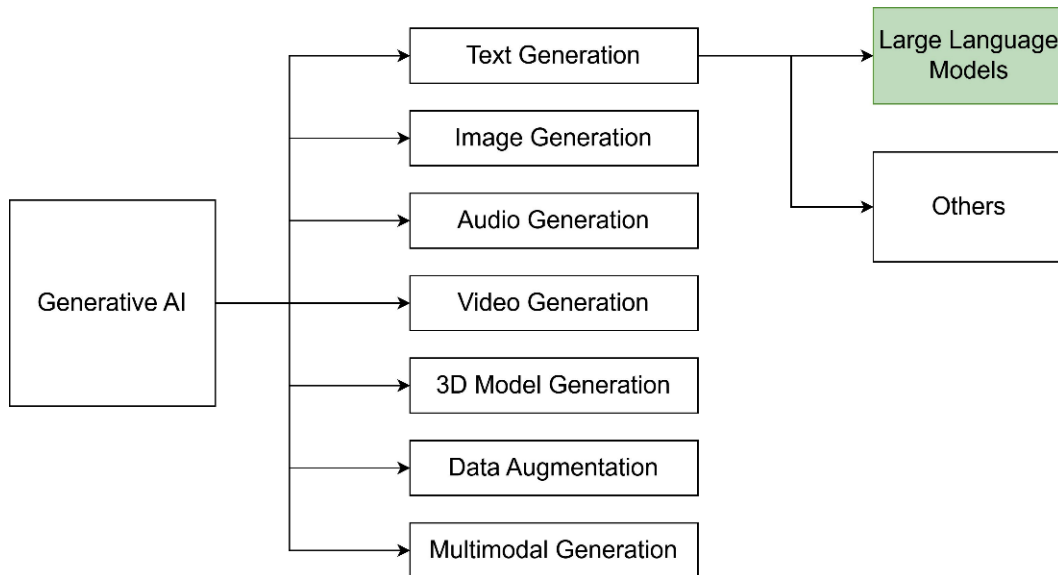 Generative AI
Text Generation
Image Generation
Audio Generation
Video Generation
3D Model Generation
Data Augmentation
Multimodal Generation
Large Language
Models
Others